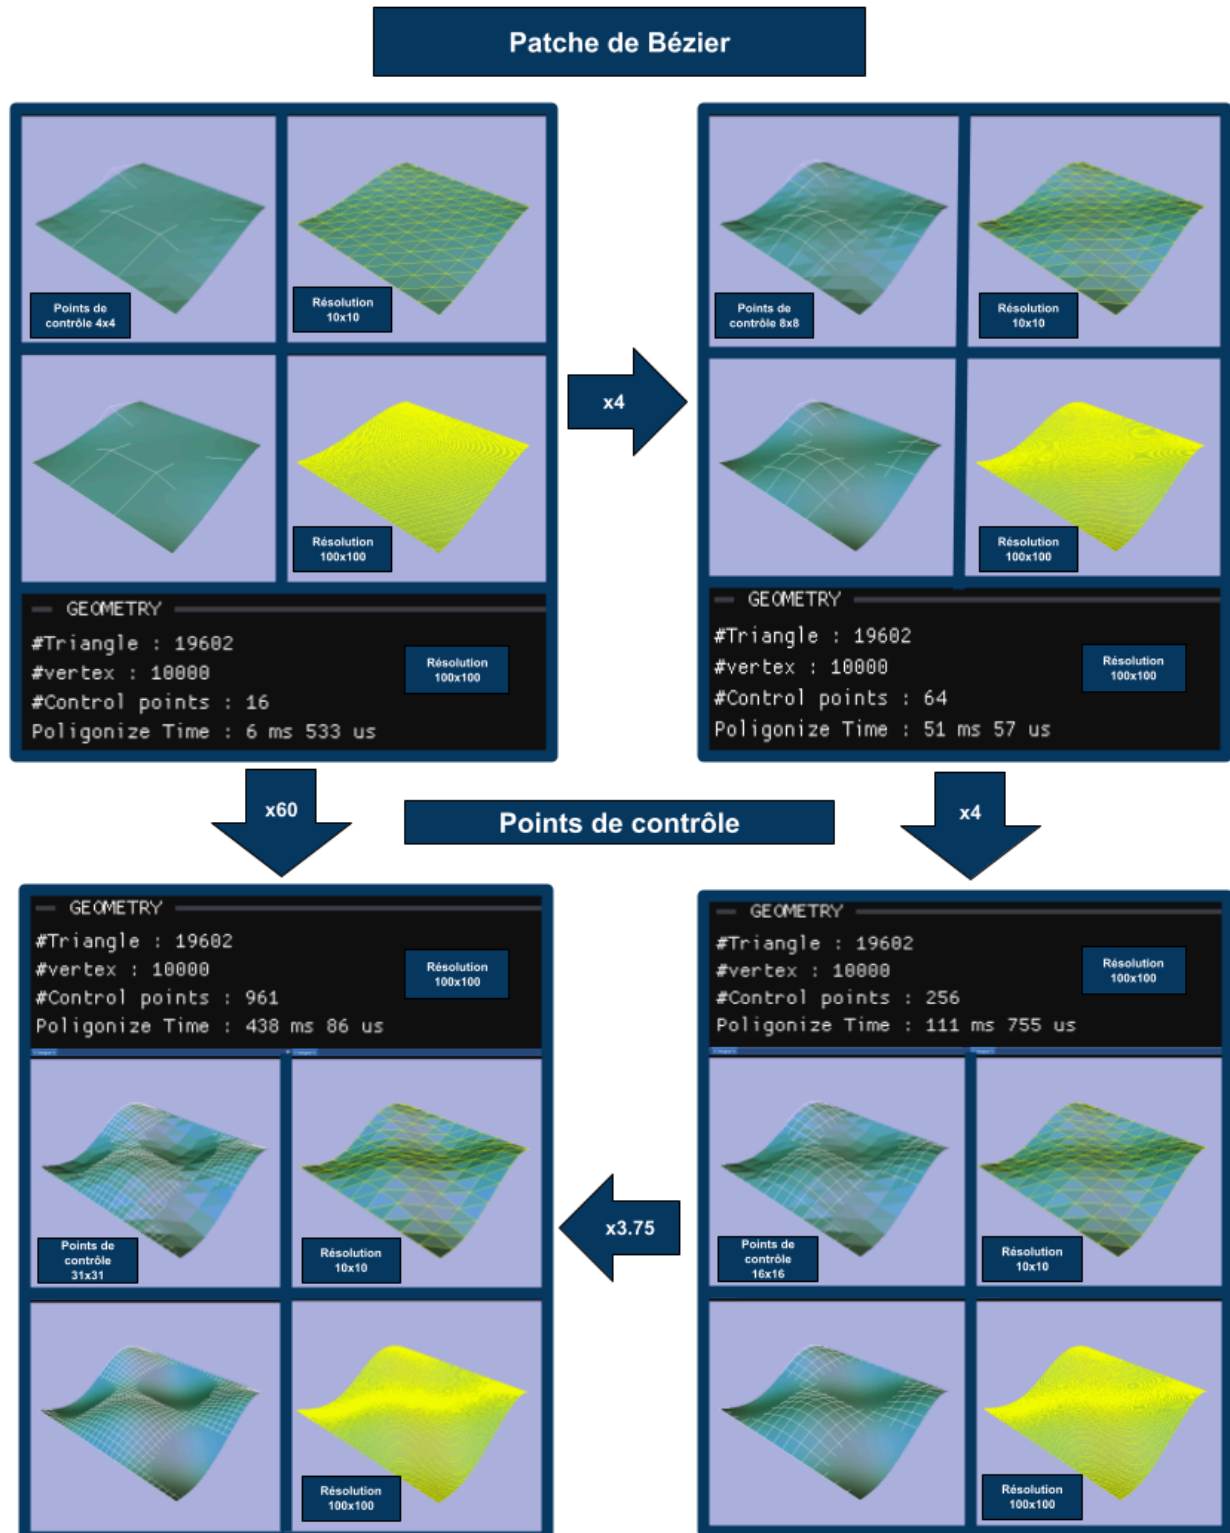 Patche de Bézier
Points de
contrôle 4x4
Résolution
10x10
Résolution
100x100
GEOMETRY
#Triangle : 19602
#vertex : 10000
#Control points : 16
Poligonize Time : 6 ms 533 us
Résolution
100x100
x4
Points de
contrôle 8x8
Résolution
10x10
Résolution
100x100
GEOMETRY
#Triangle : 19602
#vertex : 10000
#Control points : 64
Poligonize Time : 51 ms 57 us
Résolution
100x100
x60
Points de contrôle
x4
GEOMETRY
#Triangle : 19602
#vertex : 10000
#Control points : 961
Poligonize Time : 438 ms 86 us
Résolution
100x100
Points de
contrôle
31x31
Résolution
10x10
Résolution
100x100
x3.75
GEOMETRY
#Triangle : 19602
#vertex : 10000
#Control points : 256
Poligonize Time : 111 ms 755 us
Résolution
100x100
Points de
contrôle
16x16
Résolution
10x10
Résolution
100x100